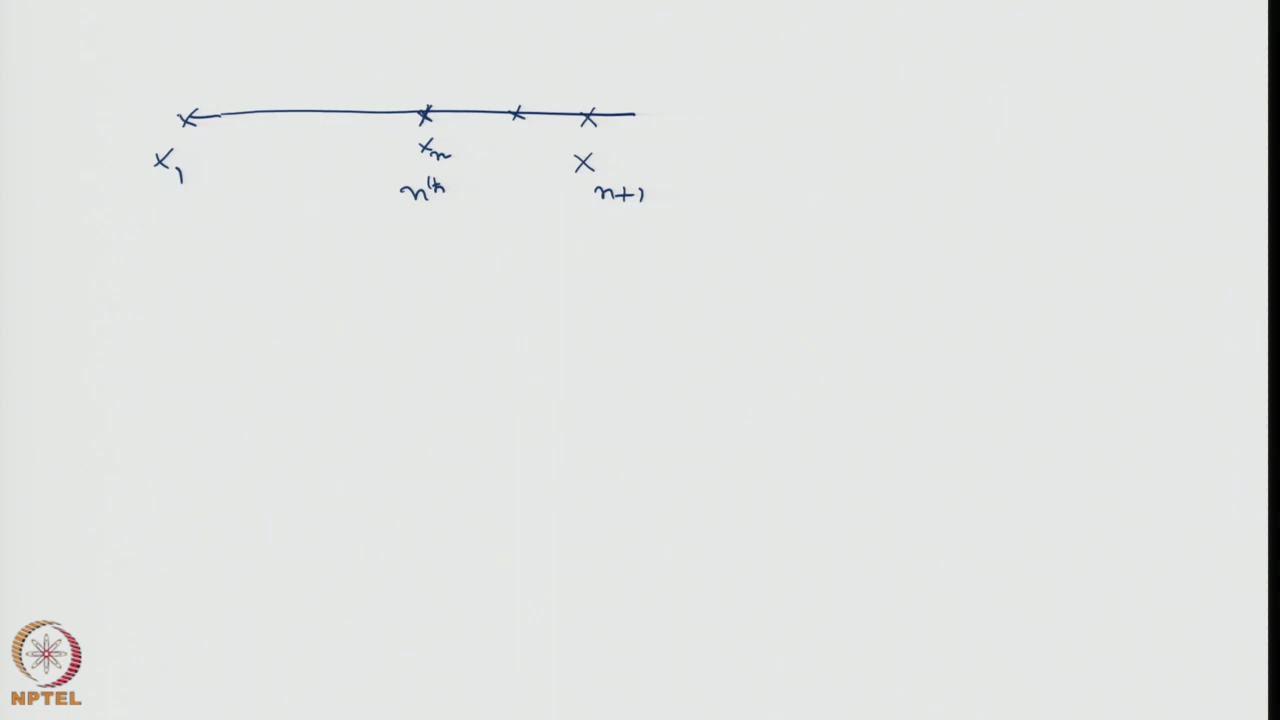 x₁ xₙ x
nᵗʰ n+1
NPTEL